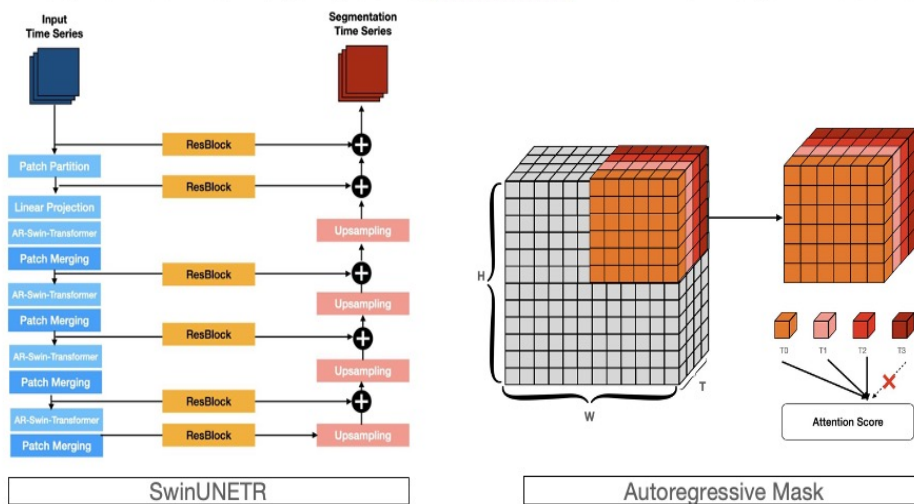 Input
Time Series
Segmentation
Time Series
ResBlock
Patch Partition
ResBlock
Linear Projection
AR-Swin-Transformer
Upsampling
Patch Merging
ResBlock
AR-Swin-Transformer
Upsampling
Patch Merging
ResBlock
AR-Swin-Transformer
Upsampling
Patch Merging
ResBlock
AR-Swin-Transformer
Patch Merging
ResBlock
Upsampling
SwinUNETR
H
W
T
T0 T1 T2 T3
Attention Score
Autoregressive Mask